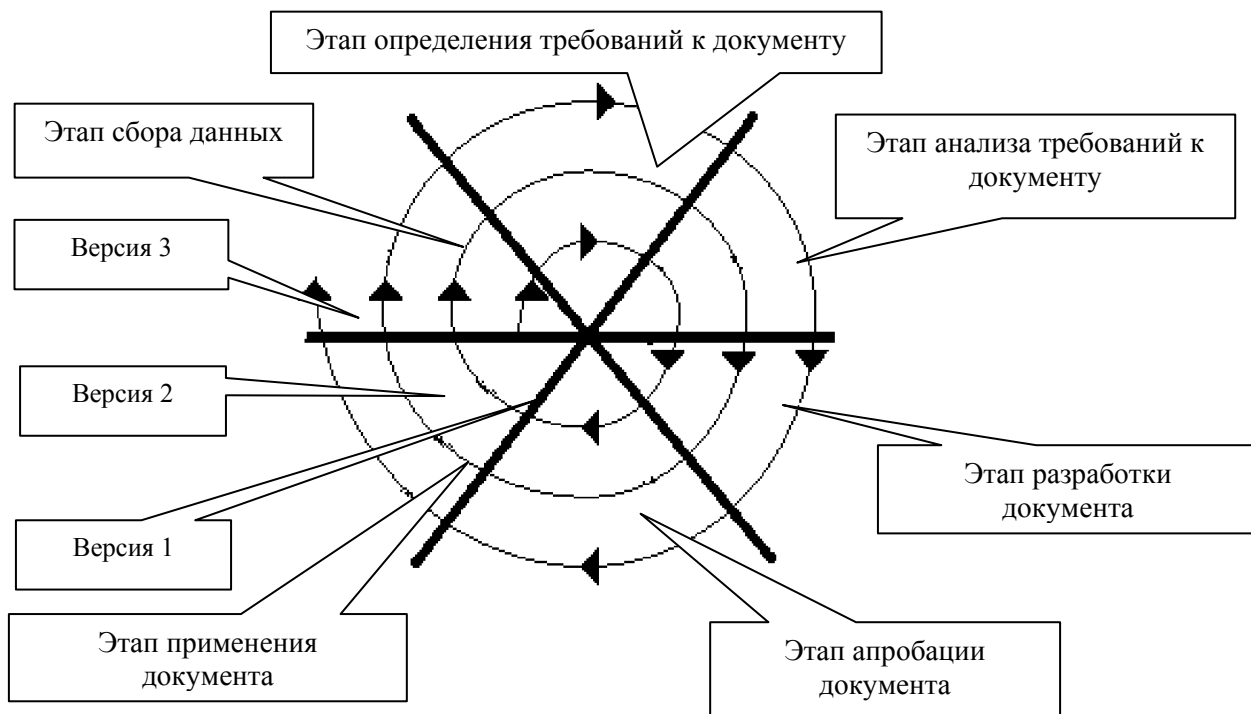 Этап определения требований к документу
Этап сбора данных
Этап анализа требований к
документу
Версия 3
Версия 2
Этап разработки
документа
Версия 1
Этап применения
документа
Этап апробации
документа